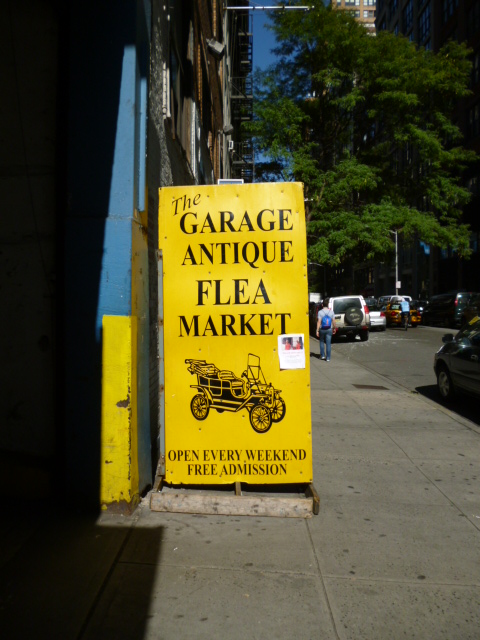 The
GARAGE
ANTIQUE
FLEA
MARKET
OPEN EVERY WEEKEND
FREE ADMISSION